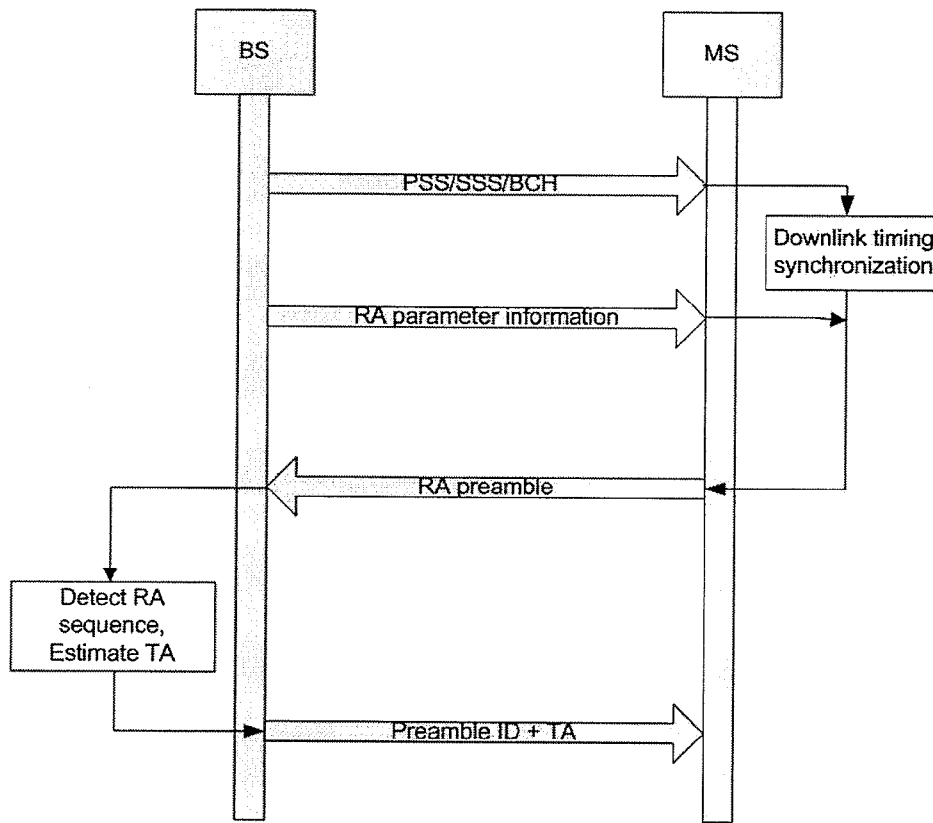 BS
MS
PSS/SSS/BCH
Downlink timing
synchronization
RA parameter information
RA preamble
Detect RA
sequence,
Estimate TA
Preamble ID + TA